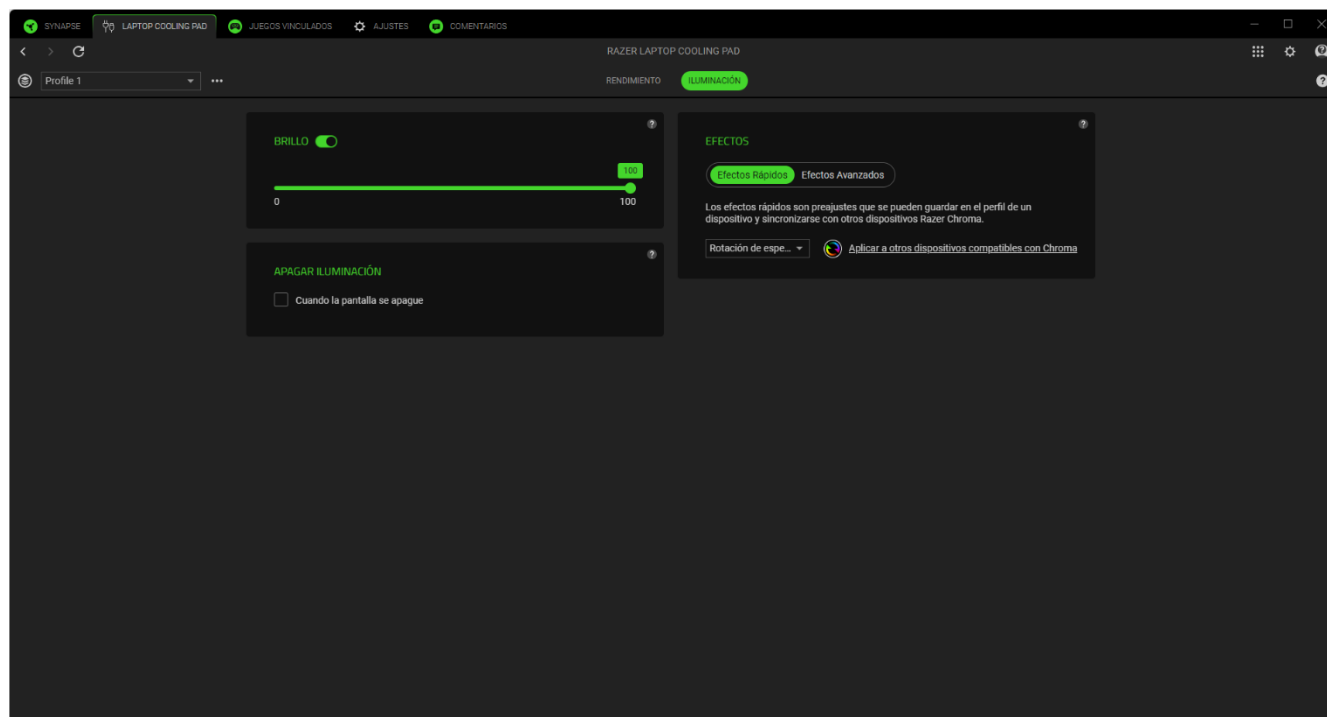 SYNAPSE
LAPTOP COOLING PAD
JUEGOS VINCULADOS
AJUSTES
COMENTARIOS
RAZER LAPTOP COOLING PAD
Profile 1
RENDIMIENTO
ILUMINACIÓN
BRILLO
100
0
100
APAGAR ILUMINACIÓN
Cuando la pantalla se apague
EFECTOS
Efectos Rápidos
Efectos Avanzados
Los efectos rápidos son preajustes que se pueden guardar en el perfil de un
dispositivo y sincronizarse con otros dispositivos Razer Chroma.
Rotación de espe...
Aplicar a otros dispositivos compatibles con Chroma